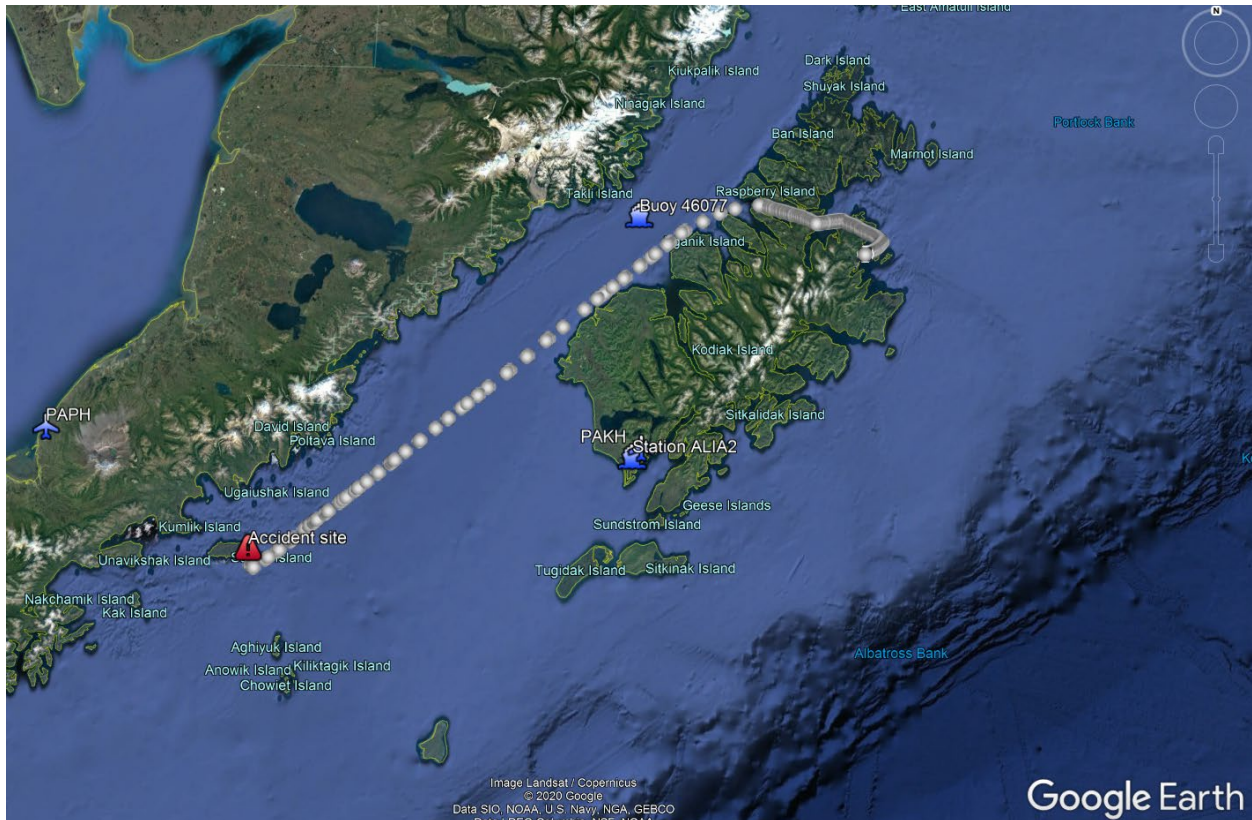 East Amatuli Island
N
Dark Island
Kiukpalik Island
Shuyak Island
Ninagiak Island
Portlock Bank
Ban Island
Marmot Island
Takli Island
Raspberry Island
Buoy 46077
Island
Kodiak Island
PAPH
David Island
Poltava Island
Sitkalidak Island
PAKH
Station ALIA2
Ugaiushak Island
Geese Islands
Kumlik Island
Sundstrom Island
Accident site
Unavikshak Island
Island
Tugidak Island
Sitkinak Island
Nakchamik Island
Kak Island
Aghiyuk Island
Albatross Bank
Anowik Island
Kiliktagik Island
Chowiet Island
Image Landsat / Copernicus
© 2020 Google
Data SIO, NOAA, U.S. Navy, NGA, GEBCO
Google Earth